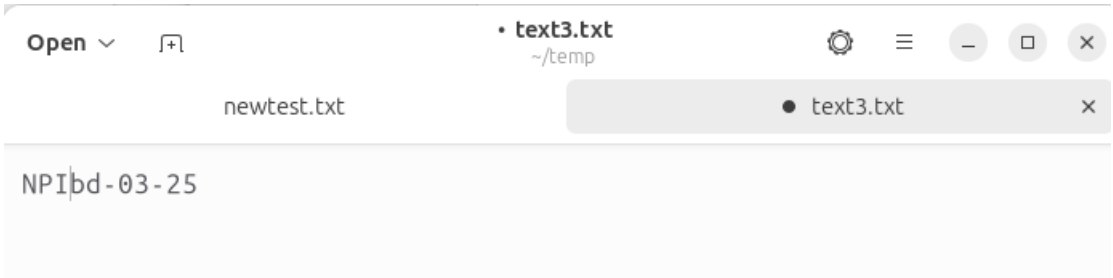 Open
• text3.txt
~/temp
newtest.txt
● text3.txt
NPIbd-03-25